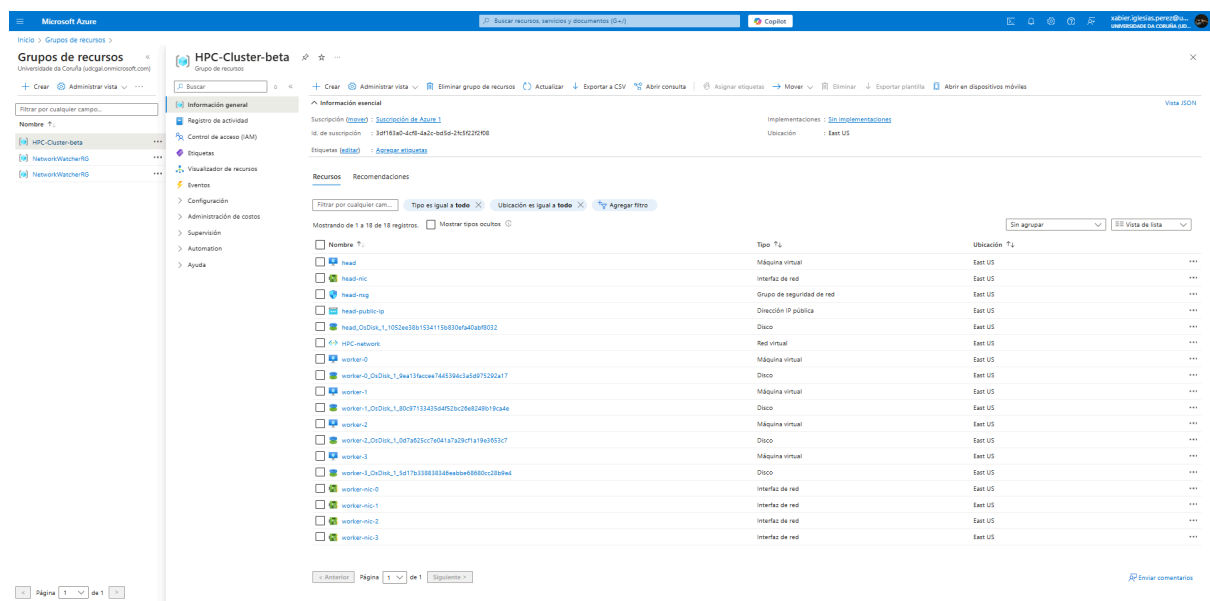 Microsoft Azure
Buscar recursos, servicios y documentos (G+/)
Copilot
xabier.iglesias.perez@u...
UNIVERSIDADE DA CORUÑA (UD...
Inicio > Grupos de recursos >
Grupos de recursos
Universidade da Coruña (udcgal.onmicrosoft.com)
Crear Administrar vista ...
Filtrar por cualquier campo...
Nombre ↑↓
HPC-Cluster-beta ...
NetworkWatcherRG ...
NetworkWatcherRG ...
< Página 1 de 1 >
HPC-Cluster-beta ...
Grupo de recursos
Buscar
Información general
Registro de actividad
Control de acceso (IAM)
Etiquetas
Visualizador de recursos
Eventos
Configuración
Administración de costos
Supervisión
Automation
Ayuda
Crear Administrar vista Eliminar grupo de recursos Actualizar Exportar a CSV Abrir consulta Asignar etiquetas Mover Eliminar Exportar plantilla Abrir en dispositivos móviles
Información esencial Vista JSON
Suscripción (mover) : Suscripción de Azure 1 Implementaciones : Sin implementaciones
Id. de suscripción : 3df163a0-4cf8-4a2c-bd5d-2fc5f22f2f08 Ubicación : East US
Etiquetas (editar) : Agregar etiquetas
Recursos Recomendaciones
Filtrar por cualquier cam... Tipo es igual a todo Ubicación es igual a todo Agregar filtro
Mostrando de 1 a 18 de 18 registros. Mostrar tipos ocultos Sin agrupar Vista de lista
Nombre ↑↓ Tipo ↑↓ Ubicación ↑↓
head Máquina virtual East US ...
head-nic Interfaz de red East US ...
head-nsg Grupo de seguridad de red East US ...
head-public-ip Dirección IP pública East US ...
head_OsDisk_1_1052ee38b1534115b830efa40abf8032 Disco East US ...
HPC-network Red virtual East US ...
worker-0 Máquina virtual East US ...
worker-0_OsDisk_1_9ea13faccee7445394c3a5d975292a17 Disco East US ...
worker-1 Máquina virtual East US ...
worker-1_OsDisk_1_80c97133435d4f52bc26e8249b19ca4e Disco East US ...
worker-2 Máquina virtual East US ...
worker-2_OsDisk_1_0d7a625cc7e041a7a29cf1a19e3653c7 Disco East US ...
worker-3 Máquina virtual East US ...
worker-3_OsDisk_1_5d17b338838346eabbe68680cc28b9e4 Disco East US ...
worker-nic-0 Interfaz de red East US ...
worker-nic-1 Interfaz de red East US ...
worker-nic-2 Interfaz de red East US ...
worker-nic-3 Interfaz de red East US ...
< Anterior Página 1 de 1 Siguiente > Enviar comentarios